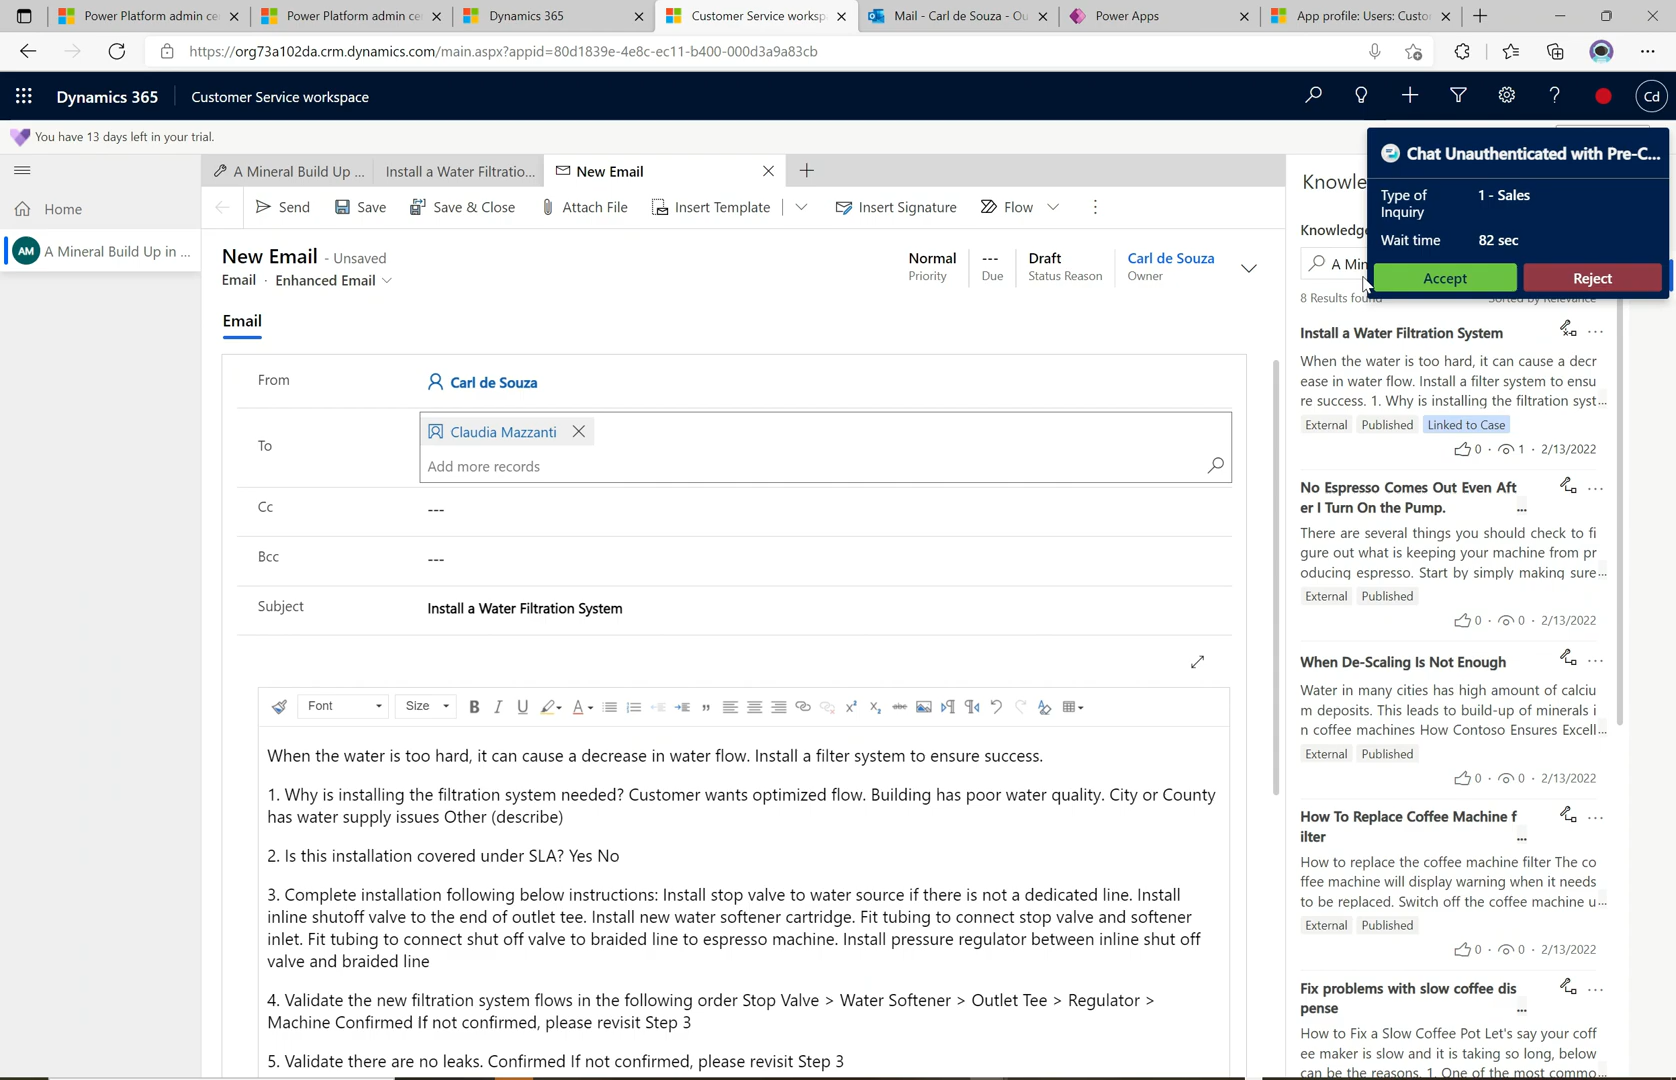 Power Platform admin ce
Power Platform admin ce
Dynamics 365
Customer Service worksp
Mail - Carl de Souza - Ou
Power Apps
App profile: Users: Custo
https://org73a102da.crm.dynamics.com/main.aspx?appid=80d1839e-4e8c-ec11-b400-000d3a9a83cb
Dynamics 365
Customer Service workspace
Cd
You have 13 days left in your trial.
Home
AM A Mineral Build Up in ...
A Mineral Build Up ...
Install a Water Filtratio...
New Email
Send
Save
Save & Close
Attach File
Insert Template
Insert Signature
Flow
New Email - Unsaved
Email · Enhanced Email
Normal
Priority
---
Due
Draft
Status Reason
Carl de Souza
Owner
Email
From
Carl de Souza
To
Claudia Mazzanti
Add more records
Cc
---
Bcc
---
Subject
Install a Water Filtration System
Font
Size
When the water is too hard, it can cause a decrease in water flow. Install a filter system to ensure success.
1. Why is installing the filtration system needed? Customer wants optimized flow. Building has poor water quality. City or County
has water supply issues Other (describe)
2. Is this installation covered under SLA? Yes No
3. Complete installation following below instructions: Install stop valve to water source if there is not a dedicated line. Install
inline shutoff valve to the end of outlet tee. Install new water softener cartridge. Fit tubing to connect stop valve and softener
inlet. Fit tubing to connect shut off valve to braided line to espresso machine. Install pressure regulator between inline shut off
valve and braided line
4. Validate the new filtration system flows in the following order Stop Valve > Water Softener > Outlet Tee > Regulator >
Machine Confirmed If not confirmed, please revisit Step 3
5. Validate there are no leaks. Confirmed If not confirmed, please revisit Step 3
Chat Unauthenticated with Pre-C...
Type of
Inquiry
1 - Sales
Wait time
82 sec
Accept
Reject
Knowle
Knowledg
A Min
8 Results found
Sorted by Relevance
Install a Water Filtration System
When the water is too hard, it can cause a decr
ease in water flow. Install a filter system to ensu
re success. 1. Why is installing the filtration syst...
External
Published
Linked to Case
0 · 1 · 2/13/2022
No Espresso Comes Out Even Aft
er I Turn On the Pump. ...
There are several things you should check to fi
gure out what is keeping your machine from pr
oducing espresso. Start by simply making sure...
External
Published
0 · 0 · 2/13/2022
When De-Scaling Is Not Enough
Water in many cities has high amount of calciu
m deposits. This leads to build-up of minerals i
n coffee machines How Contoso Ensures Excell...
External
Published
0 · 0 · 2/13/2022
How To Replace Coffee Machine f
ilter ...
How to replace the coffee machine filter The co
ffee machine will display warning when it needs
to be replaced. Switch off the coffee machine u...
External
Published
0 · 0 · 2/13/2022
Fix problems with slow coffee dis
pense ...
How to Fix a Slow Coffee Pot Let's say your coff
ee maker is slow and it is taking so long, below
can be the reasons. 1. One of the most commo...